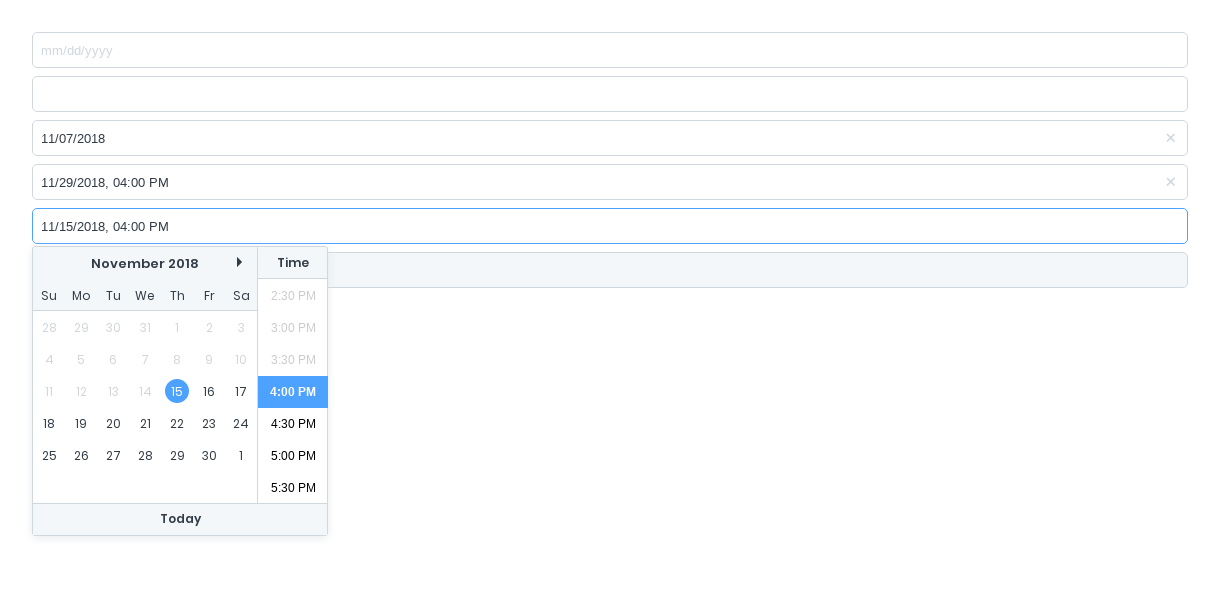 mm/dd/yyyy
11/07/2018
11/29/2018, 04:00 PM
11/15/2018, 04:00 PM
November 2018 Time
Su Mo Tu We Th Fr Sa 2:30 PM
28 29 30 31 1 2 3 3:00 PM
4 5 6 7 8 9 10 3:30 PM
11 12 13 14 15 16 17 4:00 PM
18 19 20 21 22 23 24 4:30 PM
25 26 27 28 29 30 1 5:00 PM
5:30 PM
Today